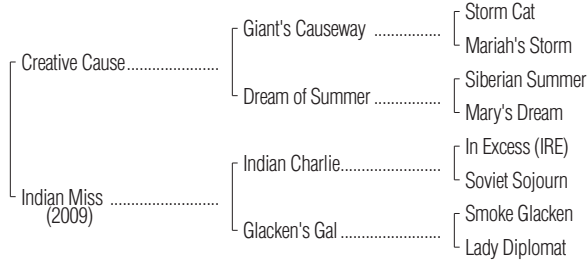 Storm Cat
Giant's Causeway ................
Mariah's Storm
Creative Cause.......................
Siberian Summer
Dream of Summer ................
Mary's Dream
In Excess (IRE)
Indian Charlie........................
Soviet Sojourn
Indian Miss ...........................
(2009)
Smoke Glacken
Glacken's Gal ........................
Lady Diplomat